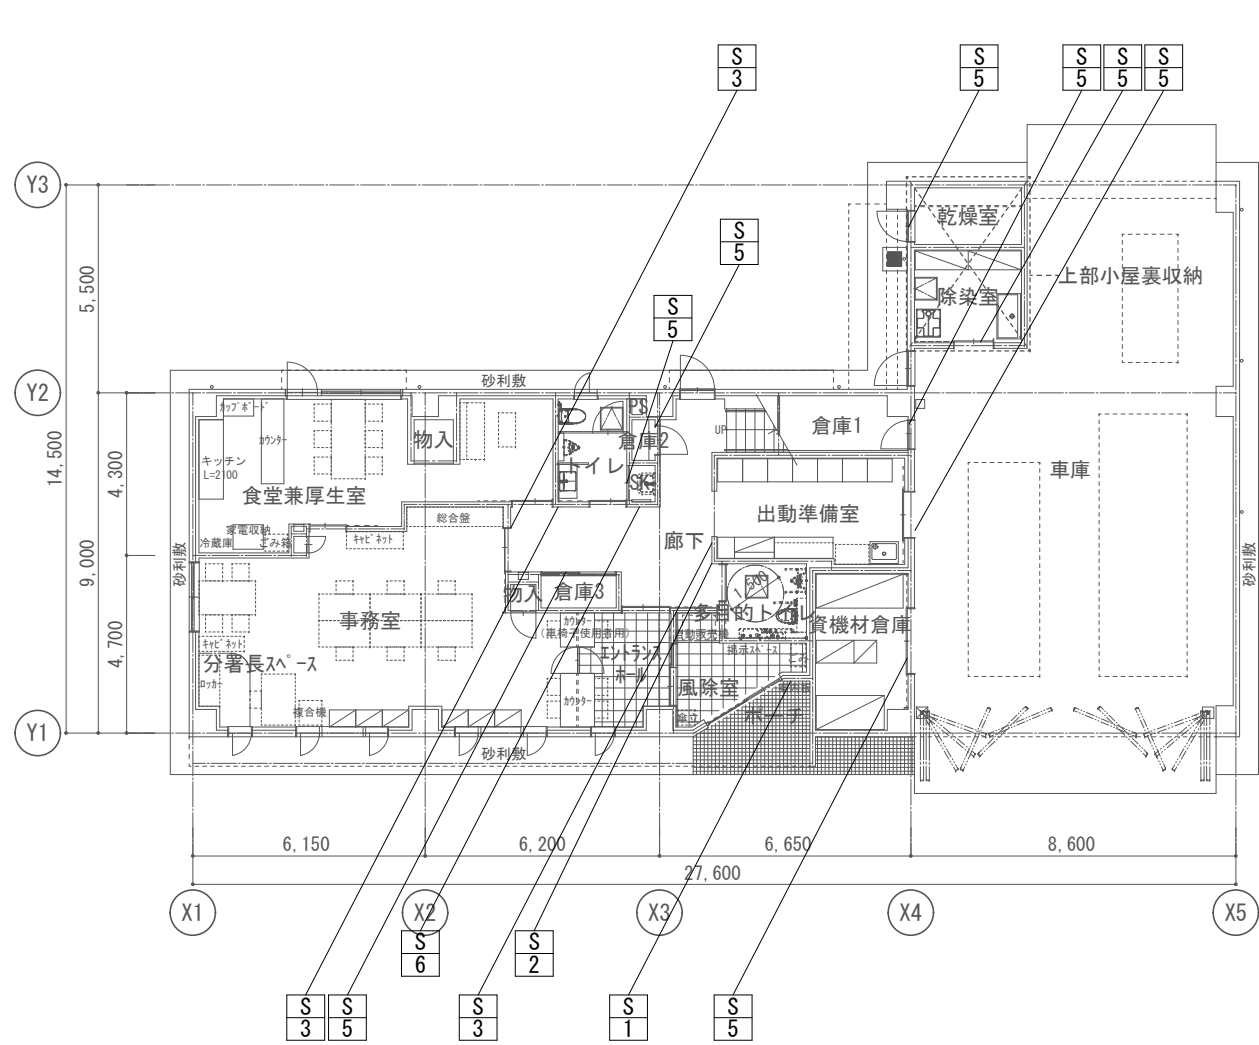 S
3
S
5
S
5
S
5
S
5
Y3
乾燥室
S
5
5,500
上部小屋裏収納
除染室
S
5
砂利敷
Y2
カップボード
PS
UP
倉庫1
カウンター
物入
倉庫2
14,500
4,300
キッチン
L=2100
トイレ
車庫
食堂兼厚生室
SK
総合盤
出動準備室
家電収納
冷蔵庫
ごみ箱
キャビネット
廊下
9,000
砂利敷
砂利敷
1,500
物入
倉庫3
事務室
カウンター
(車椅子使用者用)
多目的トイレ
資機材倉庫
自動販売機
4,700
キャビネット
分署長スペース
エントランス
ホール
掲示スペース
ごみ
ロッカー
風除室
複合機
カウンター
傘立
ポーチ
Y1
砂利敷
6,150
6,200
6,650
8,600
27,600
X1
X2
X3
X4
X5
S
6
S
2
S
3
S
5
S
3
S
1
S
5